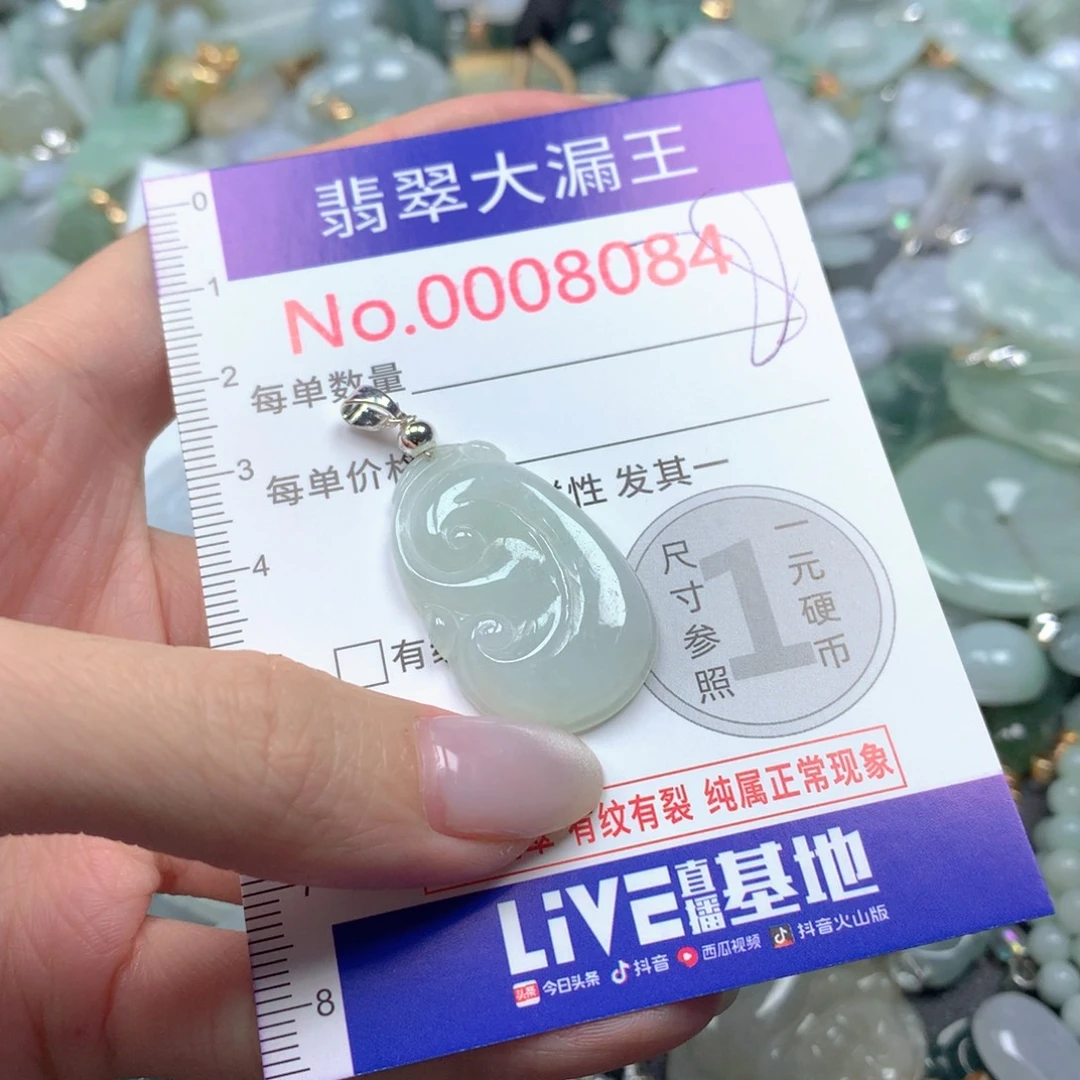 翡翠大漏王
No.0008084
每单数量
每单价格
性 发其一
有
尺寸参照
1
一元硬币
有纹有裂 纯属正常现象
LiVE直播基地
头条 今日头条 抖音 西瓜视频 抖音火山版
0
1
2
3
4
8